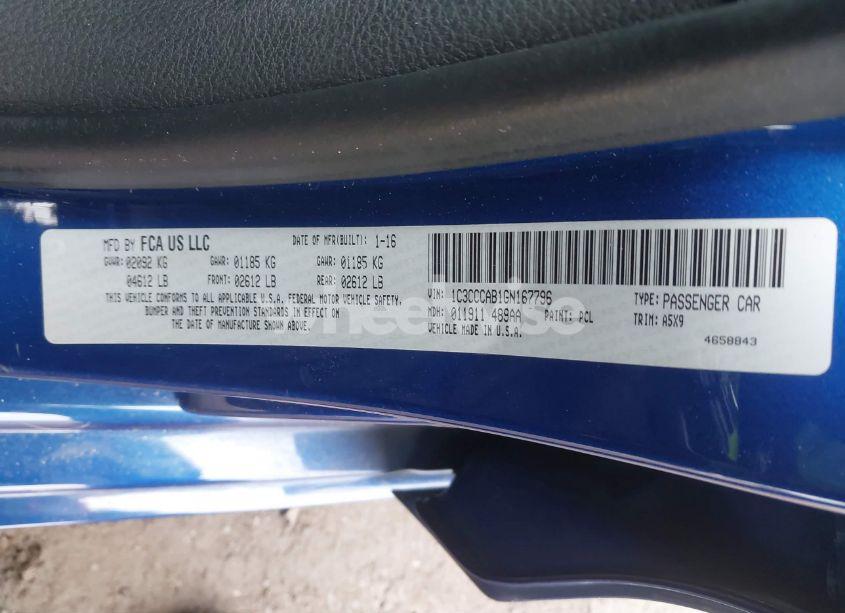 MFD BY FCA US LLC DATE OF MFR(BUILT): 1-16
GVWR: 02092 KG GAWR: 01185 KG GAWR: 01185 KG
04612 LB FRONT: 02612 LB REAR: 02612 LB
THIS VEHICLE CONFORMS TO ALL APPLICABLE U.S.A. FEDERAL MOTOR VEHICLE SAFETY,
BUMPER AND THEFT PREVENTION STANDARDS IN EFFECT ON
THE DATE OF MANUFACTURE SHOWN ABOVE.
VIN: 1C3CCCAB1GN167796 TYPE: PASSENGER CAR
MDH: 011911 489AA PAINT: PCL TRIM: A5X9
VEHICLE MADE IN U.S.A.
4658843